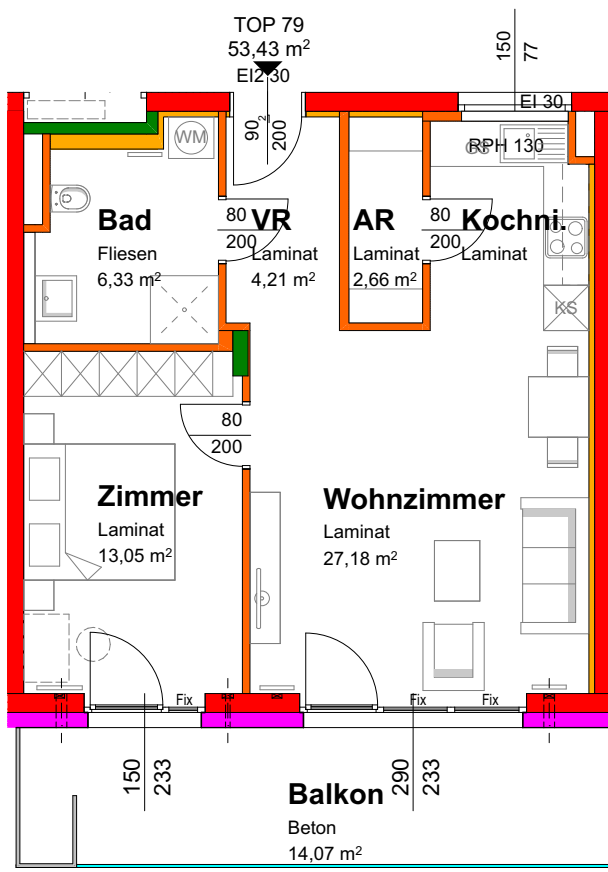 TOP 79
53,43 m²
EI2 30
150
77
EI 30
90
2
200
WM
GS
RPH 130
Bad
Fliesen
6,33 m²
80
200
VR
Laminat
4,21 m²
AR
Laminat
2,66 m²
80
200
Kochni.
Laminat
KS
80
200
Zimmer
Laminat
13,05 m²
Wohnzimmer
Laminat
27,18 m²
Fix
Fix
Fix
150
233
290
233
Balkon
Beton
14,07 m²